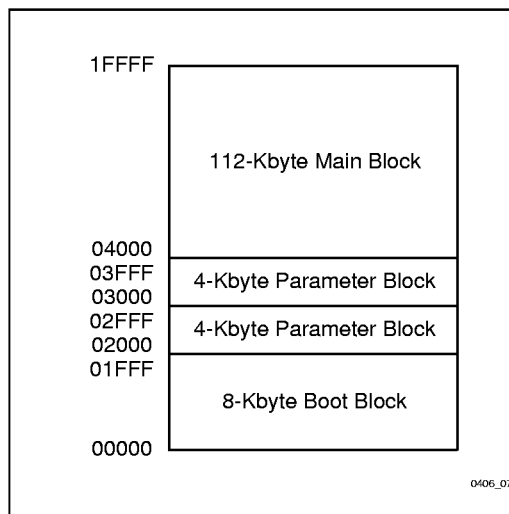 1FFFF
112-Kbyte Main Block
04000
03FFF
4-Kbyte Parameter Block
03000
02FFF
4-Kbyte Parameter Block
02000
01FFF
8-Kbyte Boot Block
00000
0406_07